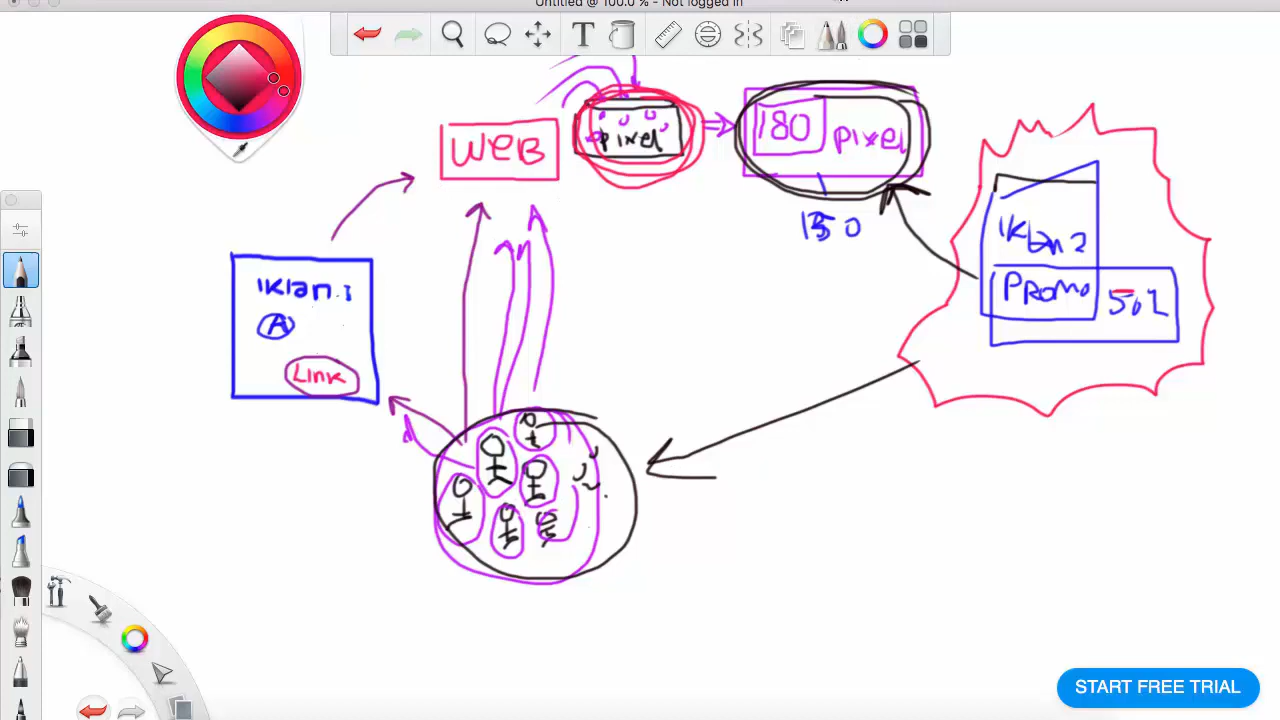 Untitled @ 100.0 % - Not logged in
T
WEB
pixel
180
pixel
150
iklan 1
A
Link
iklan 2
PROMO
50%
START FREE TRIAL